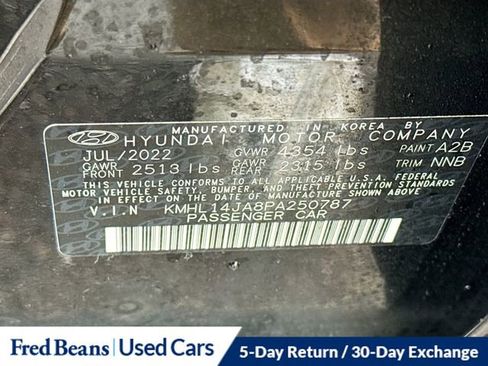 MANUFACTURED IN KOREA BY
HYUNDAI MOTOR COMPANY
JUL/2022 GVWR 4354 lbs PAINT A2B
GAWR FRONT 2513 lbs GAWR REAR 2315 lbs TRIM NNB
THIS VEHICLE CONFORMS TO ALL APPLICABLE U.S.A. FEDERAL
MOTOR VEHICLE SAFETY, BUMPER, AND THEFT PREVENTION STANDARDS
IN EFFECT ON THE DATE OF MANUFACTURE SHOWN ABOVE.
V.I.N KMHL14JA8PA250787
PASSENGER CAR
Fred Beans | Used Cars 5-Day Return / 30-Day Exchange